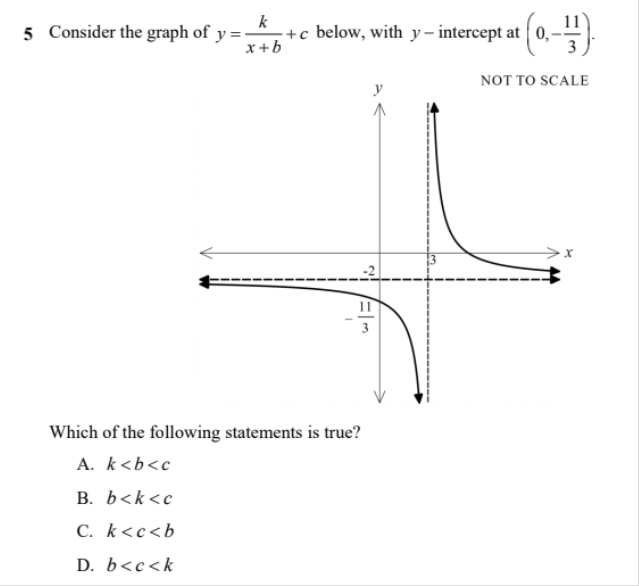 5 Consider the graph of y = k/(x+b) + c below, with y – intercept at (0, –11/3).
NOT TO SCALE
y
x
3
-2
–11/3
Which of the following statements is true?
A. k < b < c
B. b < k < c
C. k < c < b
D. b < c < k